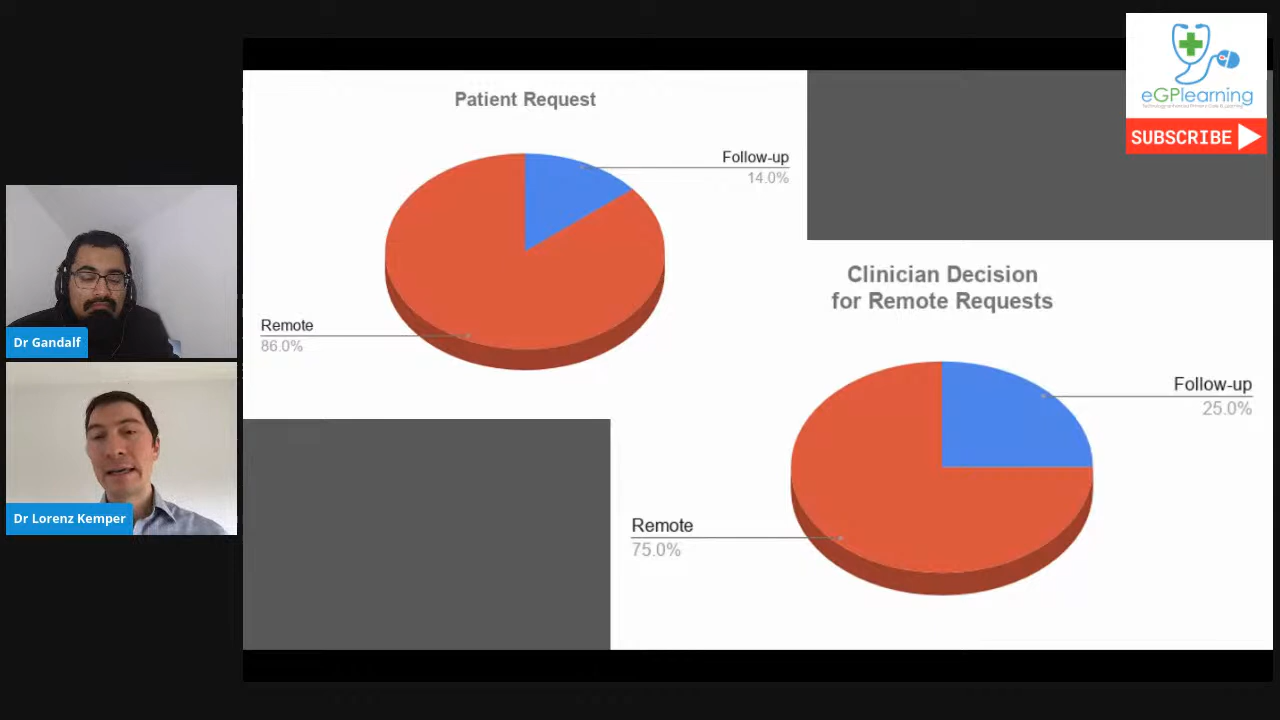 Patient Request
Follow-up
14.0%
Remote
86.0%
Clinician Decision
for Remote Requests
Follow-up
25.0%
Remote
75.0%
Dr Gandalf
Dr Lorenz Kemper
eGPlearning
SUBSCRIBE